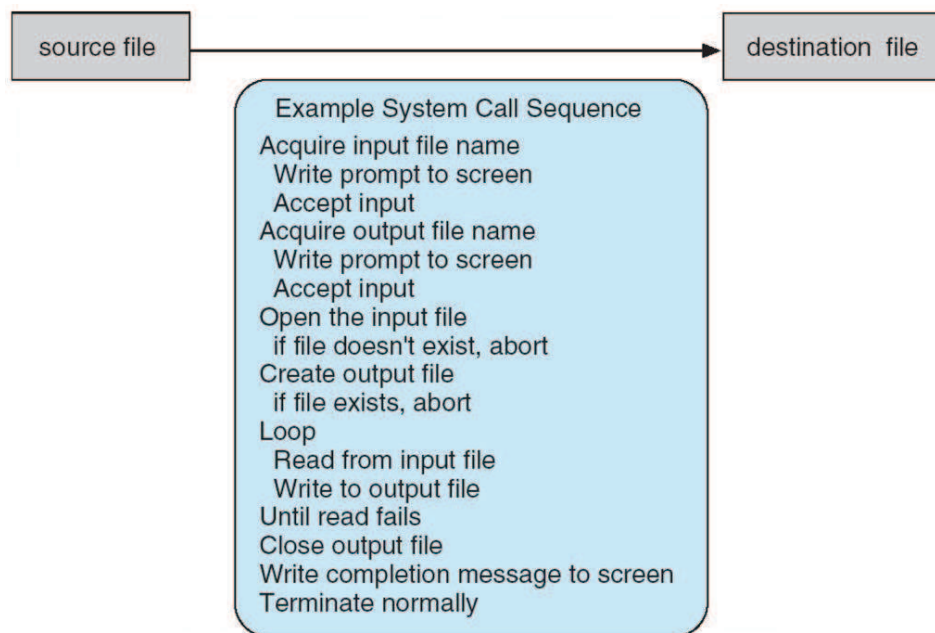 source file
destination file
Example System Call Sequence
Acquire input file name
Write prompt to screen
Accept input
Acquire output file name
Write prompt to screen
Accept input
Open the input file
if file doesn't exist, abort
Create output file
if file exists, abort
Loop
Read from input file
Write to output file
Until read fails
Close output file
Write completion message to screen
Terminate normally